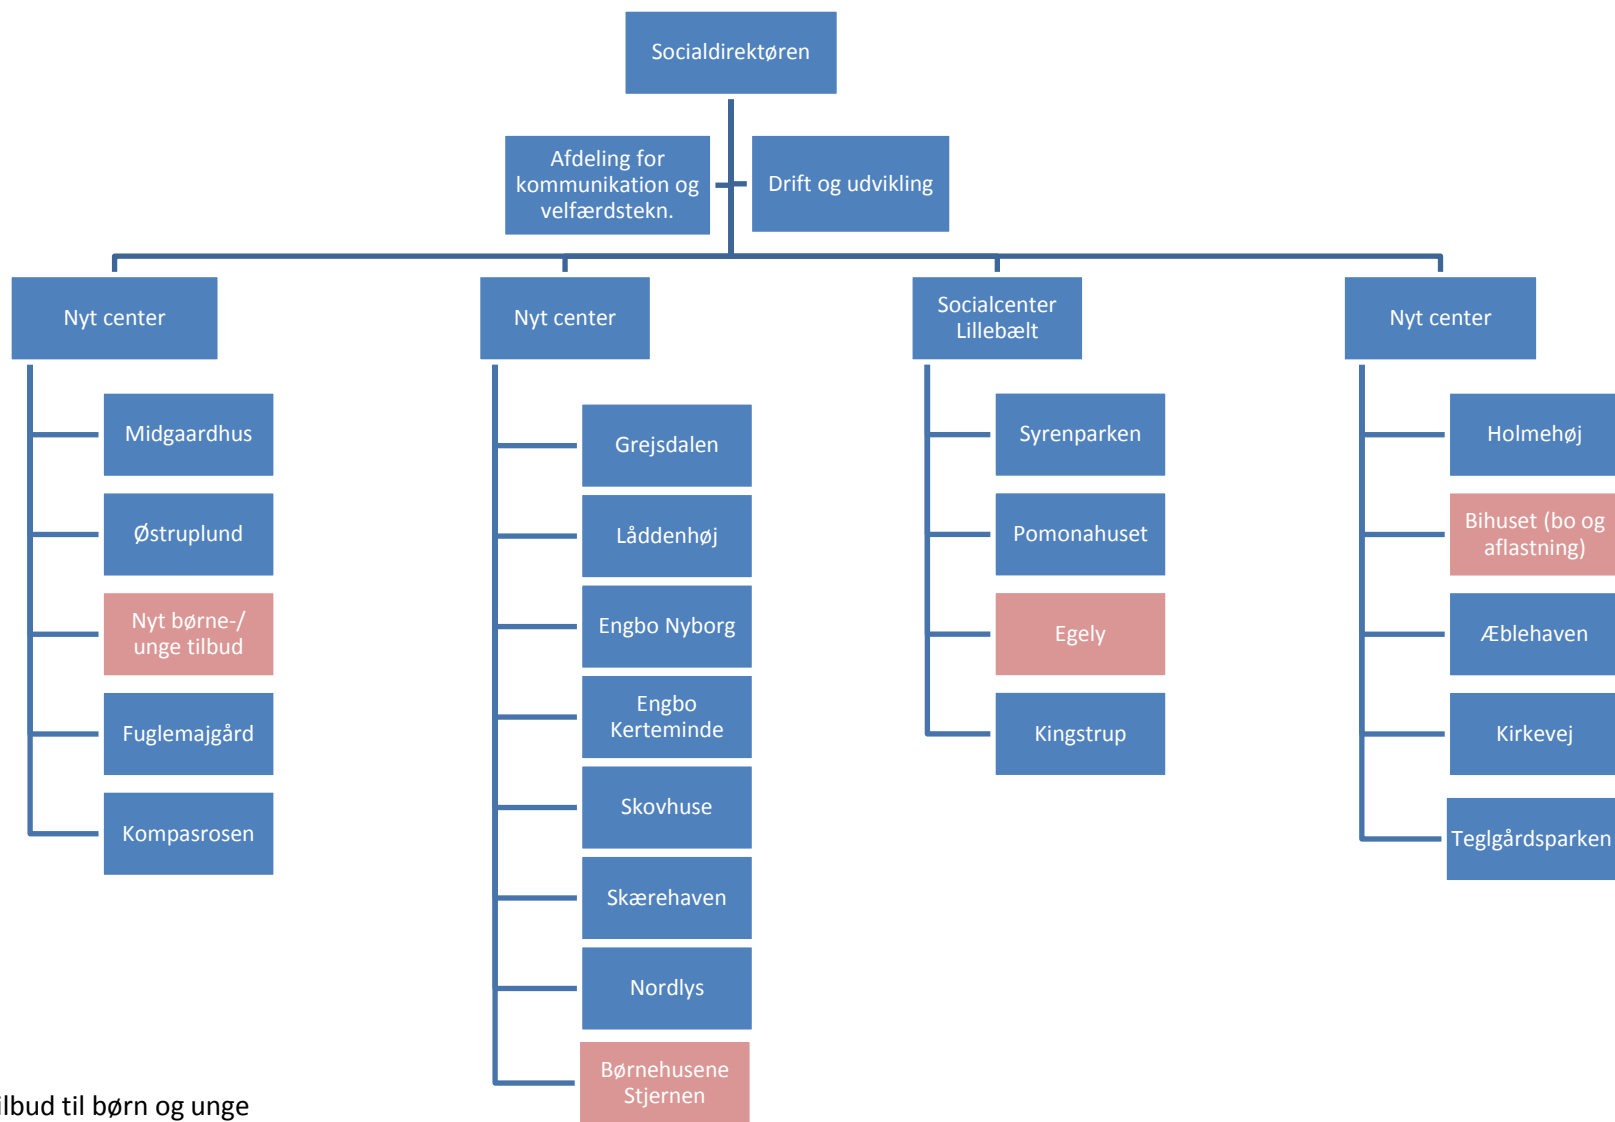 Socialdirektøren
Afdeling for
kommunikation og
velfærdstekn.
Drift og udvikling
Nyt center
Nyt center
Socialcenter
Lillebælt
Nyt center
Midgaardhus
Østruplund
Nyt børne-/
unge tilbud
Fuglemajgård
Kompasrosen
Grejsdalen
Låddenhøj
Engbo Nyborg
Engbo
Kerteminde
Skovhuse
Skærehaven
Nordlys
Børnehusene
Stjernen
Syrenparken
Pomonahuset
Egely
Kingstrup
Holmehøj
Bihuset (bo og
aflastning)
Æblehaven
Kirkevej
Teglgårdsparken
ilbud til børn og unge